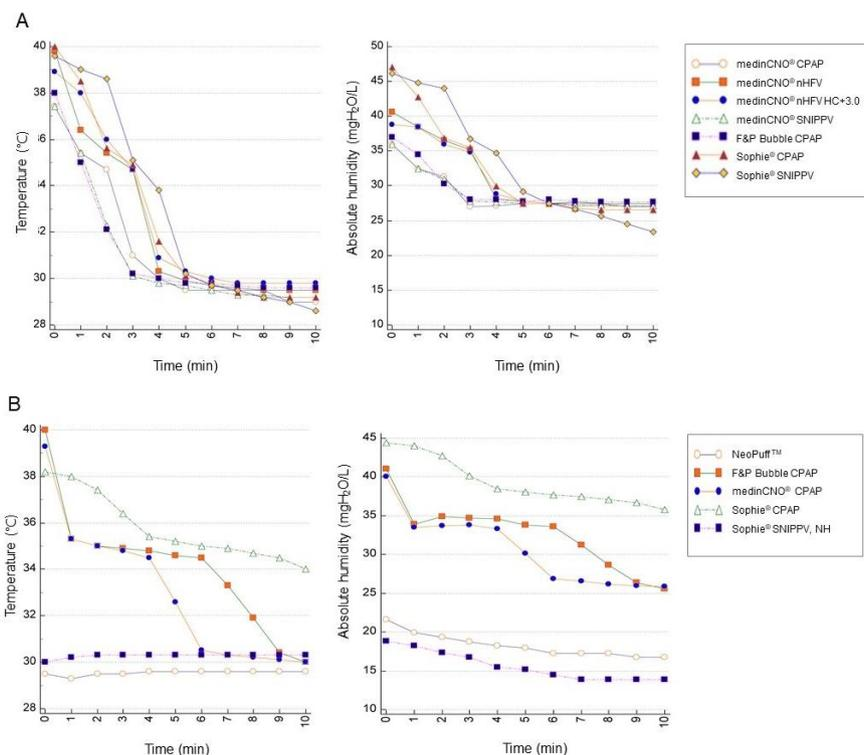 A
Temperature (°C)
40
38
36
34
32
30
28
0 1 2 3 4 5 6 7 8 9 10
Time (min)
Absolute humidity (mgH₂O/L)
50
45
40
35
30
25
20
15
10
0 1 2 3 4 5 6 7 8 9 10
Time (min)
medinCNO® CPAP
medinCNO® nHFV
medinCNO® nHFV HC+3.0
medinCNO® SNIPPV
F&P Bubble CPAP
Sophie® CPAP
Sophie® SNIPPV
B
Temperature (°C)
40
38
36
34
32
30
28
0 1 2 3 4 5 6 7 8 9 10
Time (min)
Absolute humidity (mgH₂O/L)
45
40
35
30
25
20
15
10
0 1 2 3 4 5 6 7 8 9 10
Time (min)
NeoPuff™
F&P Bubble CPAP
medinCNO® CPAP
Sophie® CPAP
Sophie® SNIPPV, NH